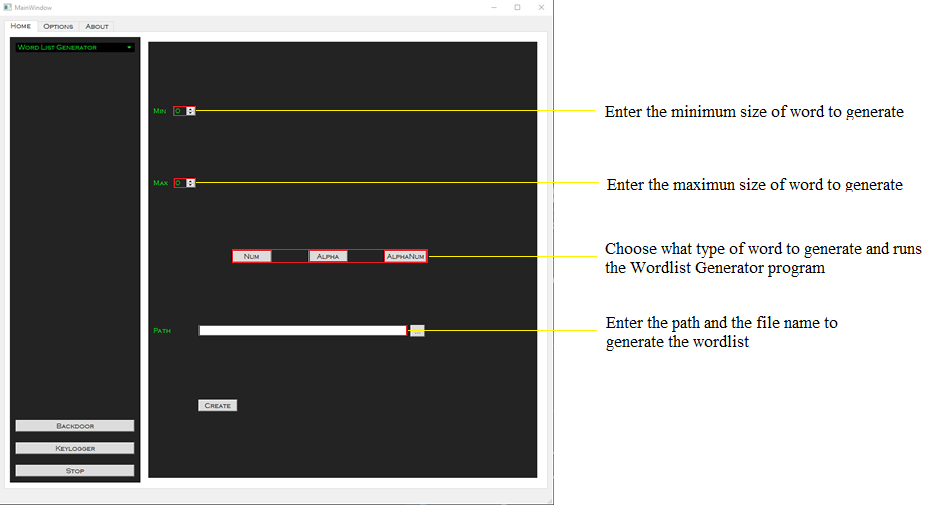 MainWindow
Home Options About
Word List Generator
Min 0
Enter the minimum size of word to generate
Max 0
Enter the maximun size of word to generate
Num Alpha AlphaNum
Choose what type of word to generate and runs
the Wordlist Generator program
Path ...
Enter the path and the file name to
generate the wordlist
Create
Backdoor
Keylogger
Stop